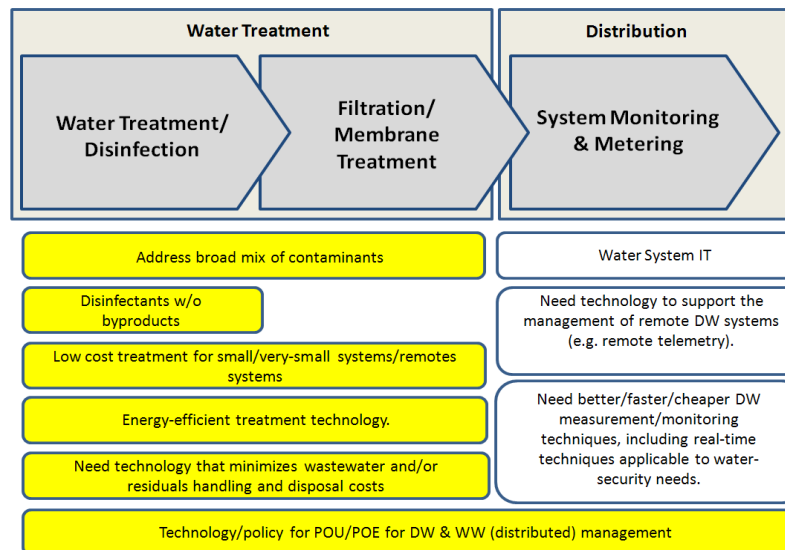 Water Treatment
Distribution
Water Treatment/
Disinfection
Filtration/
Membrane
Treatment
System Monitoring
& Metering
Address broad mix of contaminants
Disinfectants w/o
byproducts
Low cost treatment for small/very-small systems/remotes
systems
Energy-efficient treatment technology.
Need technology that minimizes wastewater and/or
residuals handling and disposal costs
Water System IT
Need technology to support the
management of remote DW systems
(e.g. remote telemetry).
Need better/faster/cheaper DW
measurement/monitoring
techniques, including real-time
techniques applicable to water-
security needs.
Technology/policy for POU/POE for DW & WW (distributed) management